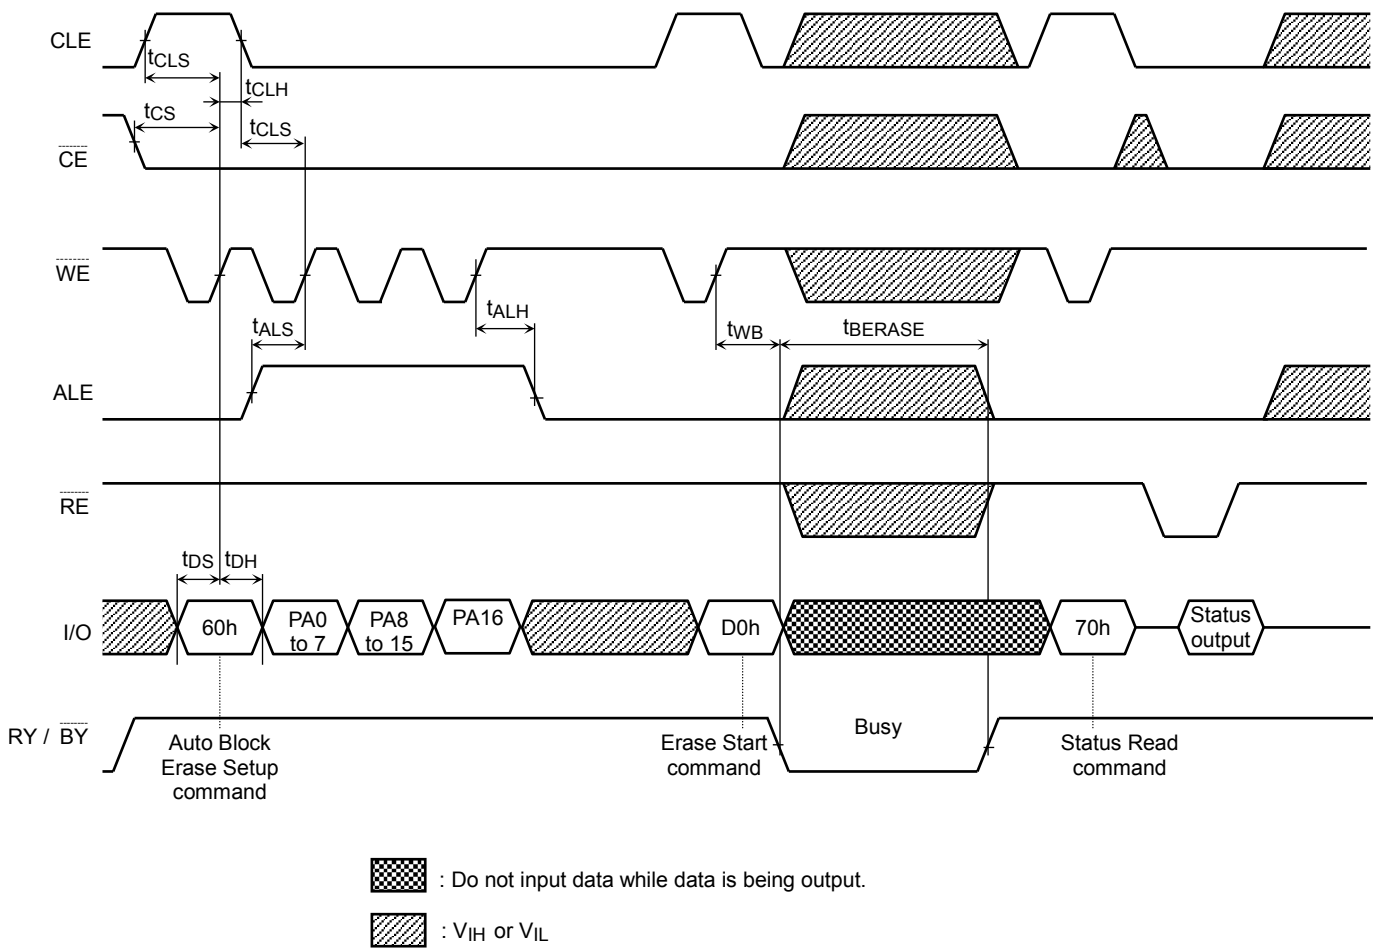 CLE
tCLS
tCLH
tCS
tCLS
CE
WE
tALS
tALH
tWB
tBERASE
ALE
RE
tDS
tDH
I/O
60h
PA0
to 7
PA8
to 15
PA16
D0h
70h
Status
output
RY / BY
Busy
Auto Block
Erase Setup
command
Erase Start
command
Status Read
command
: Do not input data while data is being output.
: VIH or VIL